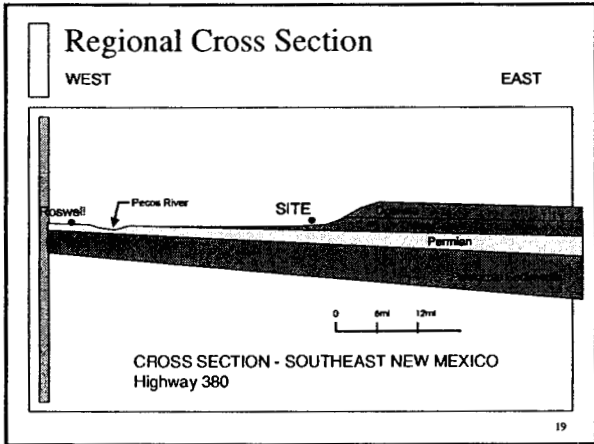 Regional Cross Section
WEST EAST
Roswell
Pecos River
SITE
Permian
0 6mi 12mi
CROSS SECTION - SOUTHEAST NEW MEXICO
Highway 380
19